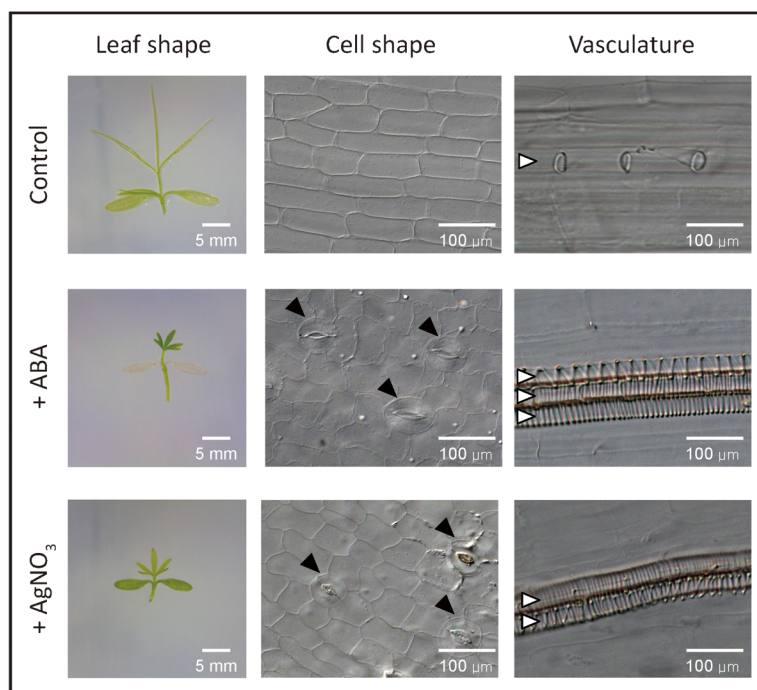 Leaf shape Cell shape Vasculature
Control
5 mm 100 µm 100 µm
+ ABA
5 mm 100 µm 100 µm
+ AgNO₃
5 mm 100 µm 100 µm